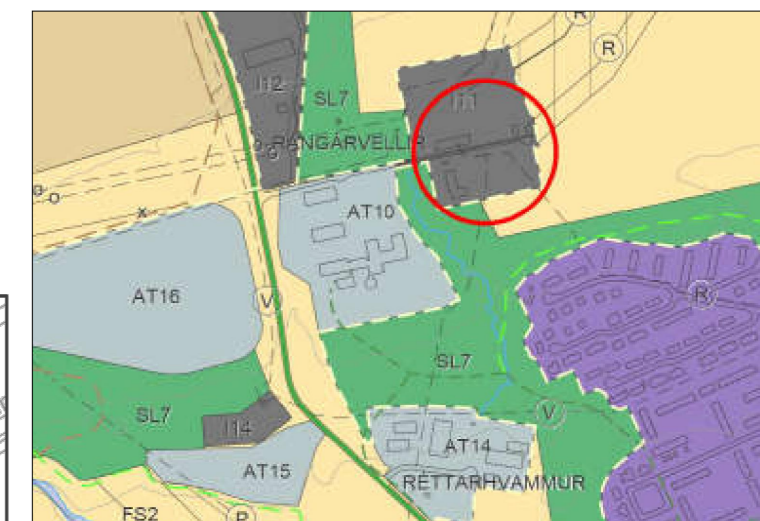 R
R
I12
I11
SL7
RANGÁRVELLIR
AT10
AT16
V
R
SL7
SL7
I14
V
AT14
AT15
RÉTTARHVAMMUR
FS2